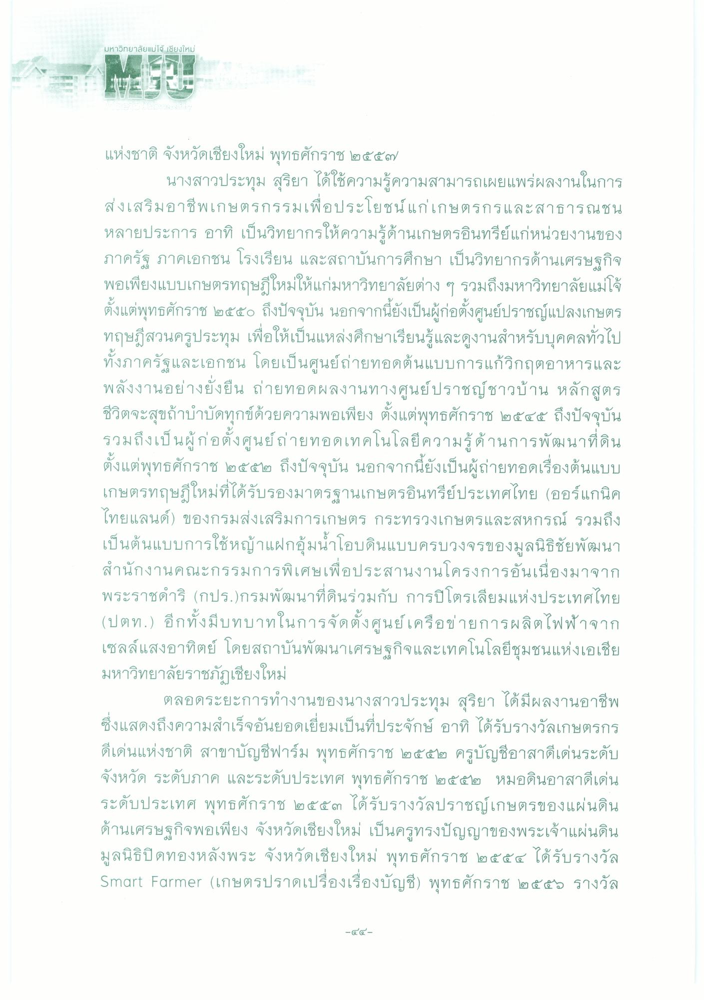 มหาวิทยาลัยแม่โจ้ เชียงใหม่
MJU
Maejo University
แห่งชาติ จังหวัดเชียงใหม่ พุทธศักราช ๒๕๕๗
นางสาวประทุม สุริยา ได้ใช้ความรู้ความสามารถเผยแพร่ผลงานในการ
ส่งเสริมอาชีพเกษตรกรรมเพื่อประโยชน์แก่เกษตรกรและสาธารณชน
หลายประการ อาทิ เป็นวิทยากรให้ความรู้ด้านเกษตรอินทรีย์แก่หน่วยงานของ
ภาครัฐ ภาคเอกชน โรงเรียน และสถาบันการศึกษา เป็นวิทยากรด้านเศรษฐกิจ
พอเพียงแบบเกษตรทฤษฎีใหม่ให้แก่มหาวิทยาลัยต่าง ๆ รวมถึงมหาวิทยาลัยแม่โจ้
ตั้งแต่พุทธศักราช ๒๕๕๐ ถึงปัจจุบัน นอกจากนี้ยังเป็นผู้ก่อตั้งศูนย์ปราชญ์แปลงเกษตร
ทฤษฎีสวนครูประทุม เพื่อให้เป็นแหล่งศึกษาเรียนรู้และดูงานสำหรับบุคคลทั่วไป
ทั้งภาครัฐและเอกชน โดยเป็นศูนย์ถ่ายทอดต้นแบบการแก้วิกฤตอาหารและ
พลังงานอย่างยั่งยืน ถ่ายทอดผลงานทางศูนย์ปราชญ์ชาวบ้าน หลักสูตร
ชีวิตจะสุขถ้าบำบัดทุกข์ด้วยความพอเพียง ตั้งแต่พุทธศักราช ๒๕๔๕ ถึงปัจจุบัน
รวมถึงเป็นผู้ก่อตั้งศูนย์ถ่ายทอดเทคโนโลยีความรู้ด้านการพัฒนาที่ดิน
ตั้งแต่พุทธศักราช ๒๕๕๒ ถึงปัจจุบัน นอกจากนี้ยังเป็นผู้ถ่ายทอดเรื่องต้นแบบ
เกษตรทฤษฎีใหม่ที่ได้รับรองมาตรฐานเกษตรอินทรีย์ประเทศไทย (ออร์แกนิค
ไทยแลนด์) ของกรมส่งเสริมการเกษตร กระทรวงเกษตรและสหกรณ์ รวมถึง
เป็นต้นแบบการใช้หญ้าแฝกอุ้มน้ำโอบดินแบบครบวงจรของมูลนิธิชัยพัฒนา
สำนักงานคณะกรรมการพิเศษเพื่อประสานงานโครงการอันเนื่องมาจาก
พระราชดำริ (กปร.)กรมพัฒนาที่ดินร่วมกับ การปิโตรเลียมแห่งประเทศไทย
(ปตท.) อีกทั้งมีบทบาทในการจัดตั้งศูนย์เครือข่ายการผลิตไฟฟ้าจาก
เซลล์แสงอาทิตย์ โดยสถาบันพัฒนาเศรษฐกิจและเทคโนโลยีชุมชนแห่งเอเชีย
มหาวิทยาลัยราชภัฏเชียงใหม่
ตลอดระยะการทำงานของนางสาวประทุม สุริยา ได้มีผลงานอาชีพ
ซึ่งแสดงถึงความสำเร็จอันยอดเยี่ยมเป็นที่ประจักษ์ อาทิ ได้รับรางวัลเกษตรกร
ดีเด่นแห่งชาติ สาขาบัญชีฟาร์ม พุทธศักราช ๒๕๕๒ ครูบัญชีอาสาดีเด่นระดับ
จังหวัด ระดับภาค และระดับประเทศ พุทธศักราช ๒๕๕๒ หมอดินอาสาดีเด่น
ระดับประเทศ พุทธศักราช ๒๕๕๓ ได้รับรางวัลปราชญ์เกษตรของแผ่นดิน
ด้านเศรษฐกิจพอเพียง จังหวัดเชียงใหม่ เป็นครูทรงปัญญาของพระเจ้าแผ่นดิน
มูลนิธิปิดทองหลังพระ จังหวัดเชียงใหม่ พุทธศักราช ๒๕๕๔ ได้รับรางวัล
Smart Farmer (เกษตรปราดเปรื่องเรื่องบัญชี) พุทธศักราช ๒๕๕๖ รางวัล
-๔๔-